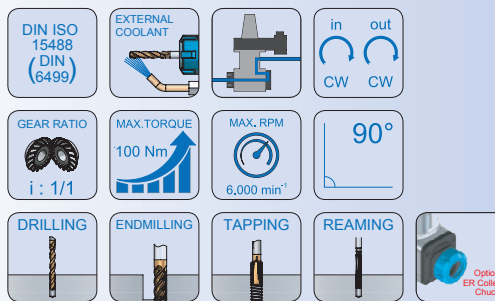 DIN ISO
15488
(DIN
6499)
EXTERNAL
COOLANT
in out
CW CW
GEAR RATIO
i : 1/1
MAX.TORQUE
100 Nm
MAX. RPM
6.000 min⁻¹
90°
DRILLING
ENDMILLING
TAPPING
REAMING